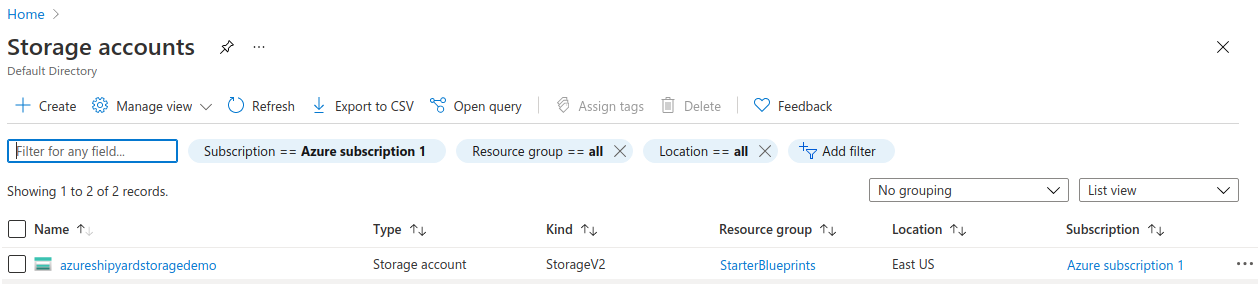 Home
Storage accounts
Default Directory
Create Manage view Refresh Export to CSV Open query Assign tags Delete Feedback
Filter for any field... Subscription == Azure subscription 1 Resource group == all Location == all Add filter
Showing 1 to 2 of 2 records. No grouping List view
Name Type Kind Resource group Location Subscription
azureshipyardstoragedemo Storage account StorageV2 StarterBlueprints East US Azure subscription 1